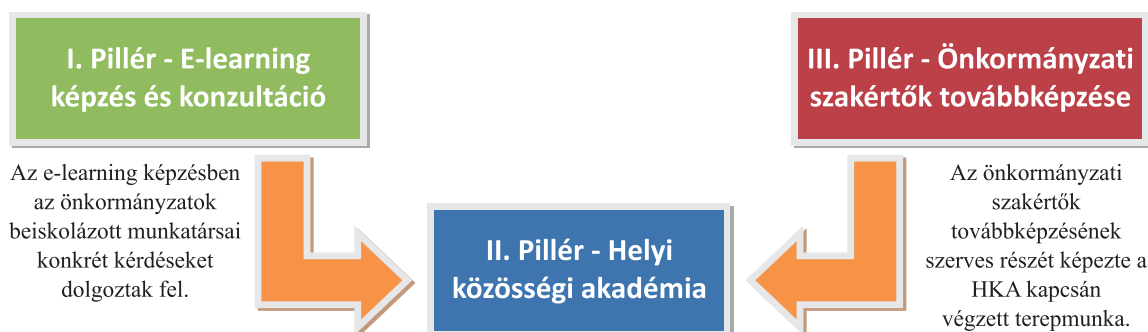 I. Pillér - E-learning
képzés és konzultáció
Az e-learning képzésben
az önkormányzatok
beiskolázott munkatársai
konkrét kérdéseket
dolgoztak fel.
II. Pillér - Helyi
közösségi akadémia
III. Pillér - Önkormányzati
szakértők továbbképzése
Az önkormányzati
szakértők
továbbképzésének
szerves részét képezte a
HKA kapcsán
végzett terepmunka.